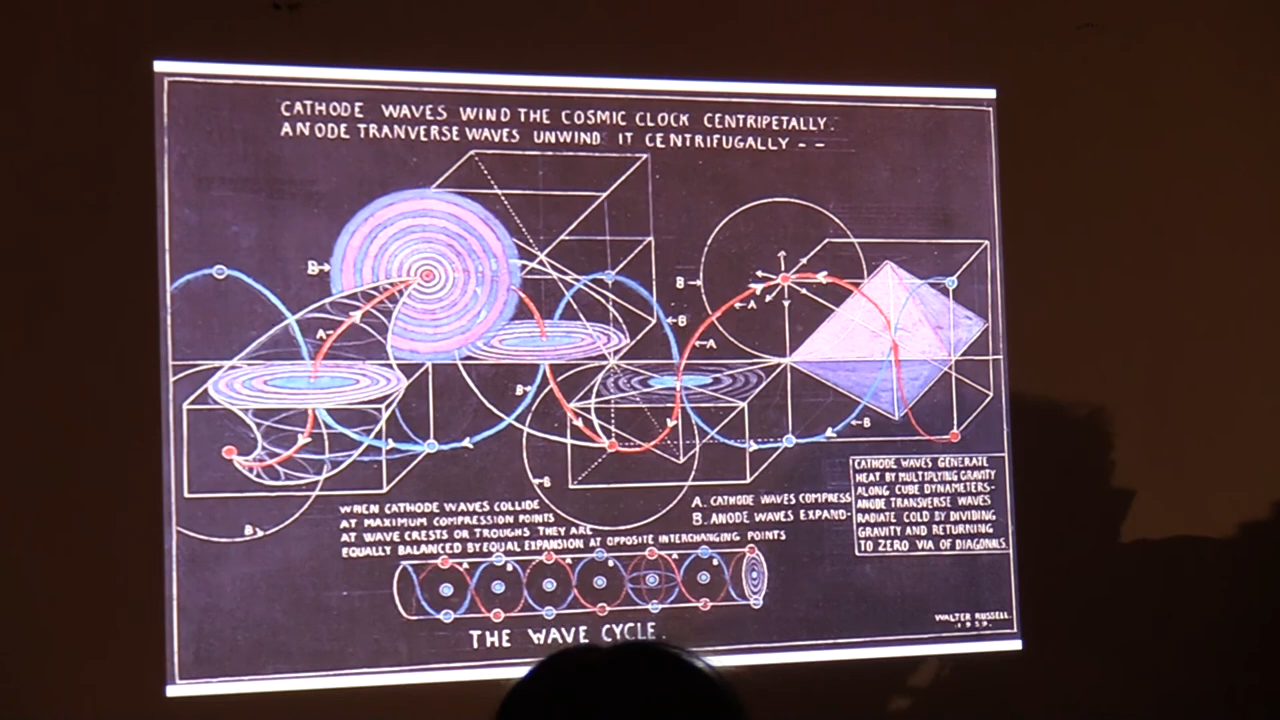 CATHODE WAVES WIND THE COSMIC CLOCK CENTRIPETALLY.
ANODE TRANVERSE WAVES UNWIND IT CENTRIFUGALLY - -
B
A
B
B
A
B
A
B
B
B
B
B
WHEN CATHODE WAVES COLLIDE
AT MAXIMUM COMPRESSION POINTS
AT WAVE CRESTS OR TROUGHS THEY ARE
EQUALLY BALANCED BY EQUAL EXPANSION AT OPPOSITE INTERCHANGING POINTS
A. CATHODE WAVES COMPRESS
B. ANODE WAVES EXPAND-
CATHODE WAVES GENERATE
HEAT BY MULTIPLYING GRAVITY
ALONG CUBE DYNAMETERS-
ANODE TRANSVERSE WAVES
RADIATE COLD BY DIVIDING
GRAVITY AND RETURNING
TO ZERO VIA OF DIAGONALS.
A B A B A B
THE WAVE CYCLE.
WALTER RUSSELL.